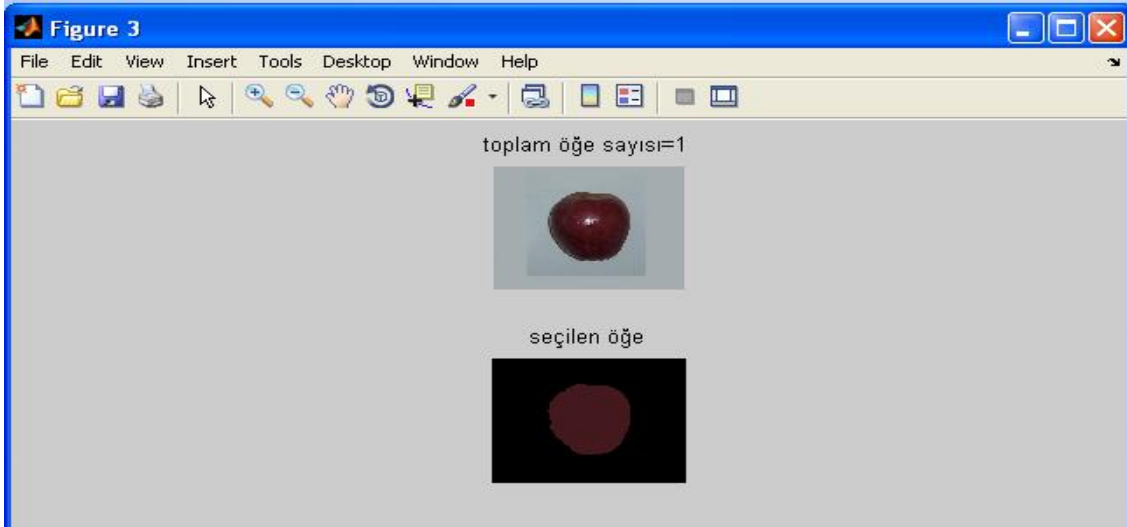 Figure 3
File Edit View Insert Tools Desktop Window Help
toplam öğe sayısı=1
seçilen öğe